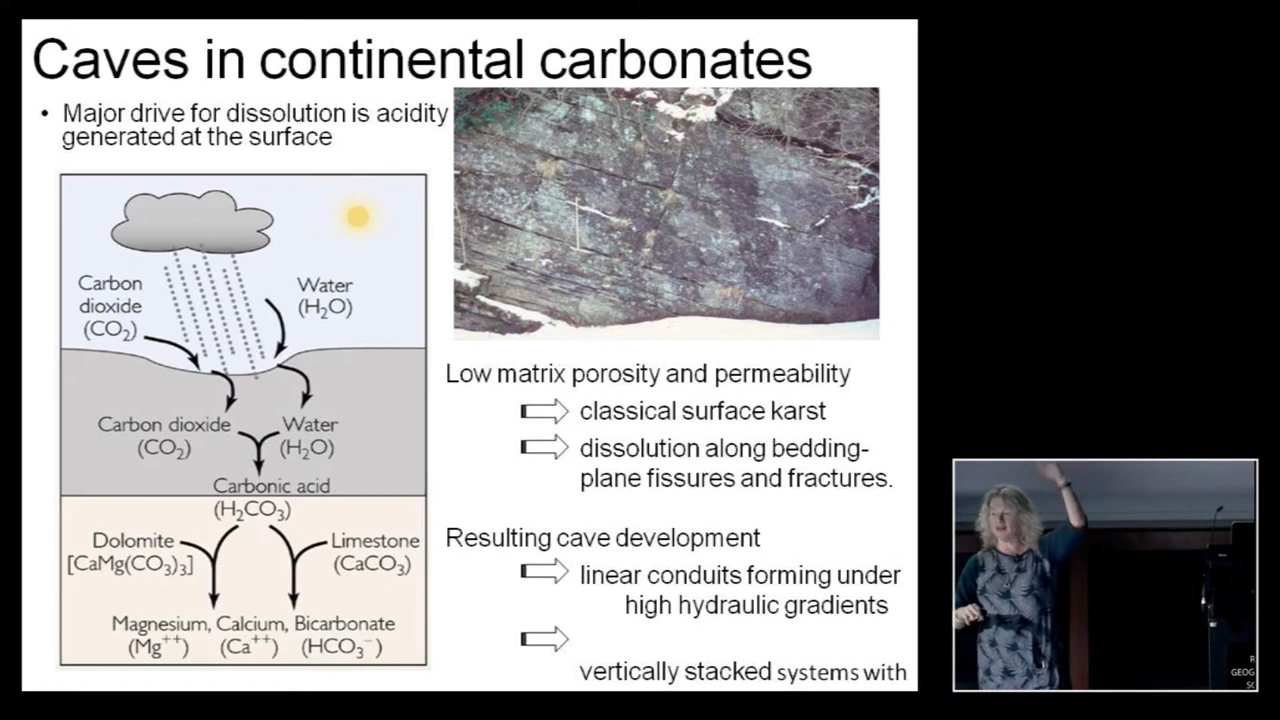 Caves in continental carbonates
• Major drive for dissolution is acidity
generated at the surface
Carbon
dioxide
(CO2)
Water
(H2O)
Carbon dioxide
(CO2)
Water
(H2O)
Carbonic acid
(H2CO3)
Dolomite
[CaMg(CO3)3]
Limestone
(CaCO3)
Magnesium, Calcium, Bicarbonate
(Mg++) (Ca++) (HCO3−)
Low matrix porosity and permeability
classical surface karst
dissolution along bedding-
plane fissures and fractures.
Resulting cave development
linear conduits forming under
high hydraulic gradients
vertically stacked systems with
R
GEOG
SC